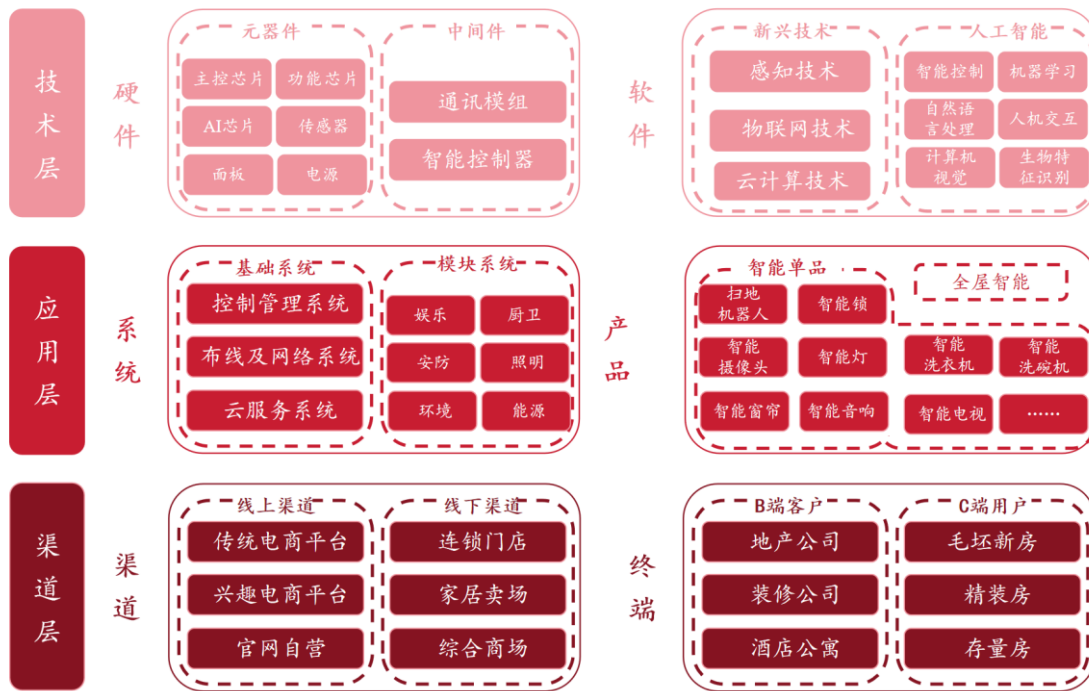 技术层
硬件
元器件
主控芯片
功能芯片
AI芯片
传感器
面板
电源
中间件
通讯模组
智能控制器
软件
新兴技术
感知技术
物联网技术
云计算技术
人工智能
智能控制
机器学习
自然语
言处理
人机交互
计算机
视觉
生物特
征识别
应用层
系统
基础系统
控制管理系统
布线及网络系统
云服务系统
模块系统
娱乐
厨卫
安防
照明
环境
能源
产品
智能单品
扫地
机器人
智能锁
智能
摄像头
智能灯
智能窗帘
智能音响
全屋智能
智能
洗衣机
智能
洗碗机
智能电视
……
渠道层
渠道
线上渠道
传统电商平台
兴趣电商平台
官网自营
线下渠道
连锁门店
家居卖场
综合商场
终端
B端客户
地产公司
装修公司
酒店公寓
C端用户
毛坯新房
精装房
存量房